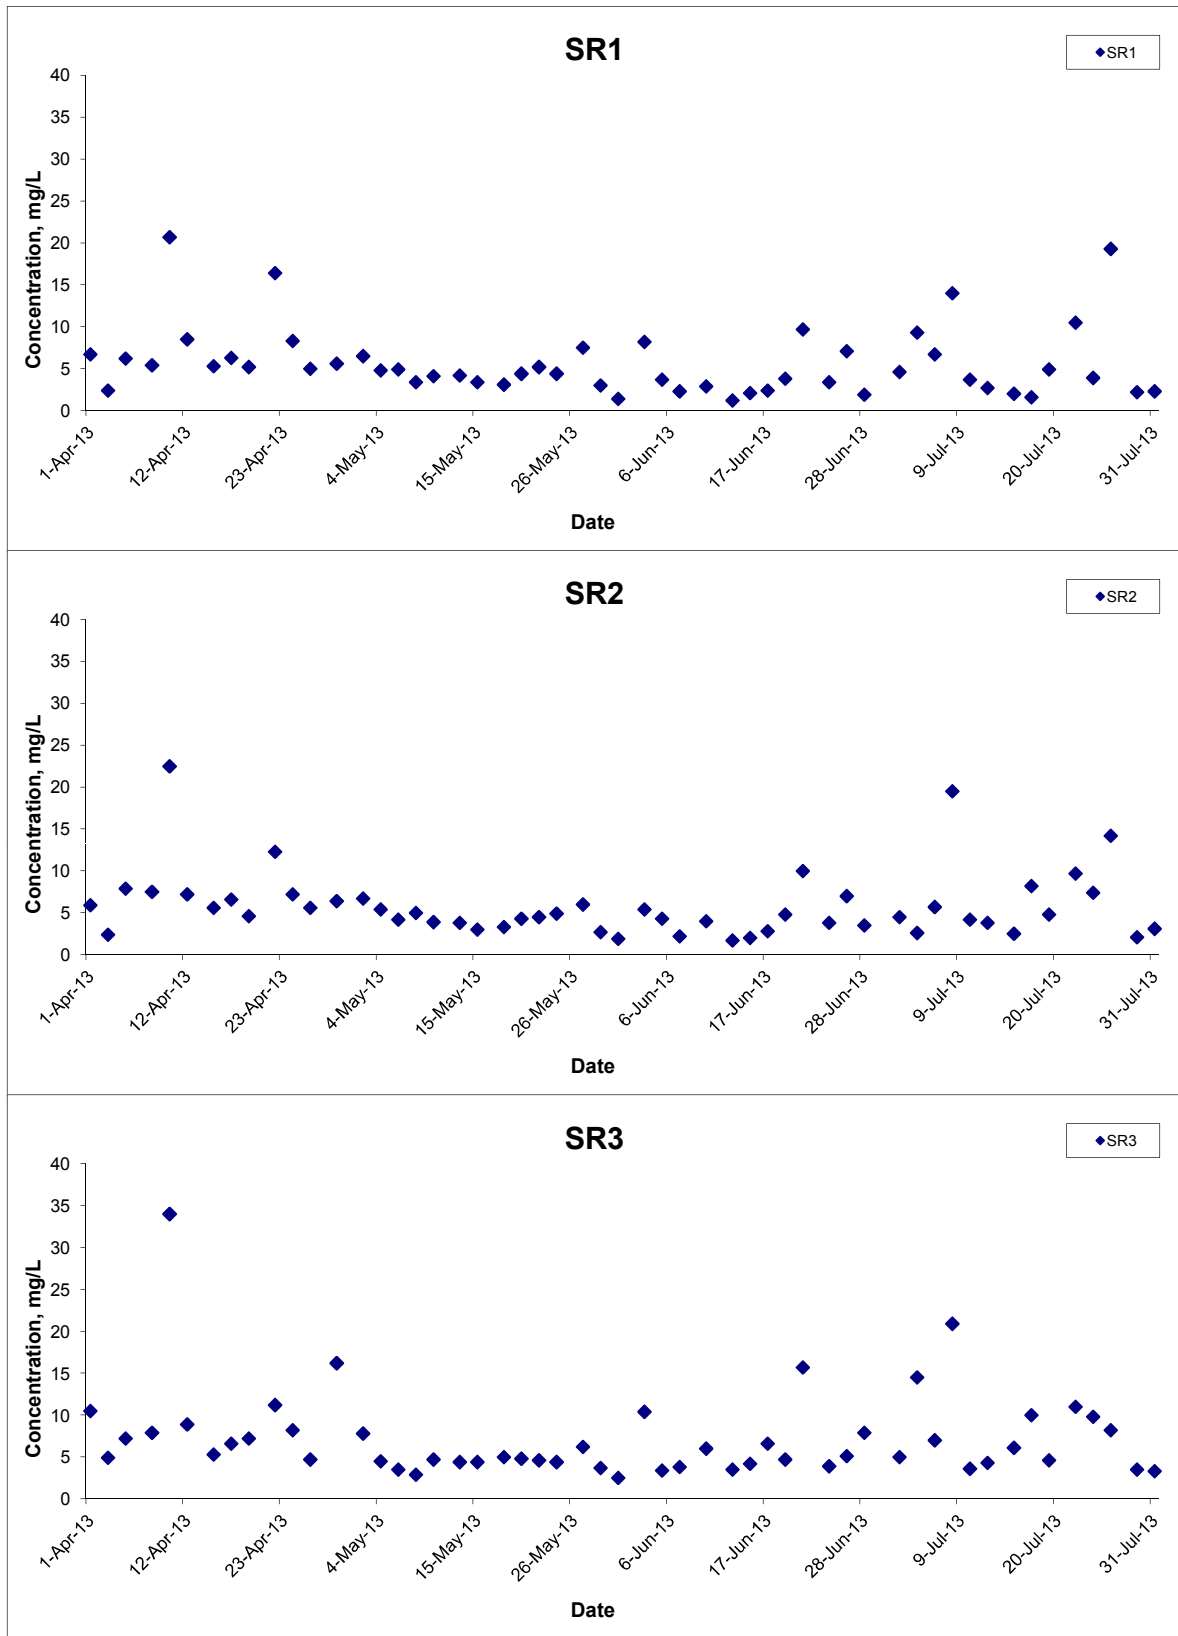 SR1
SR1
40
35
30
25
20
15
10
5
0
Concentration, mg/L
1-Apr-13
12-Apr-13
23-Apr-13
4-May-13
15-May-13
26-May-13
6-Jun-13
17-Jun-13
28-Jun-13
9-Jul-13
20-Jul-13
31-Jul-13
Date
SR2
SR2
40
35
30
25
20
15
10
5
0
Concentration, mg/L
1-Apr-13
12-Apr-13
23-Apr-13
4-May-13
15-May-13
26-May-13
6-Jun-13
17-Jun-13
28-Jun-13
9-Jul-13
20-Jul-13
31-Jul-13
Date
SR3
SR3
40
35
30
25
20
15
10
5
0
Concentration, mg/L
1-Apr-13
12-Apr-13
23-Apr-13
4-May-13
15-May-13
26-May-13
6-Jun-13
17-Jun-13
28-Jun-13
9-Jul-13
20-Jul-13
31-Jul-13
Date